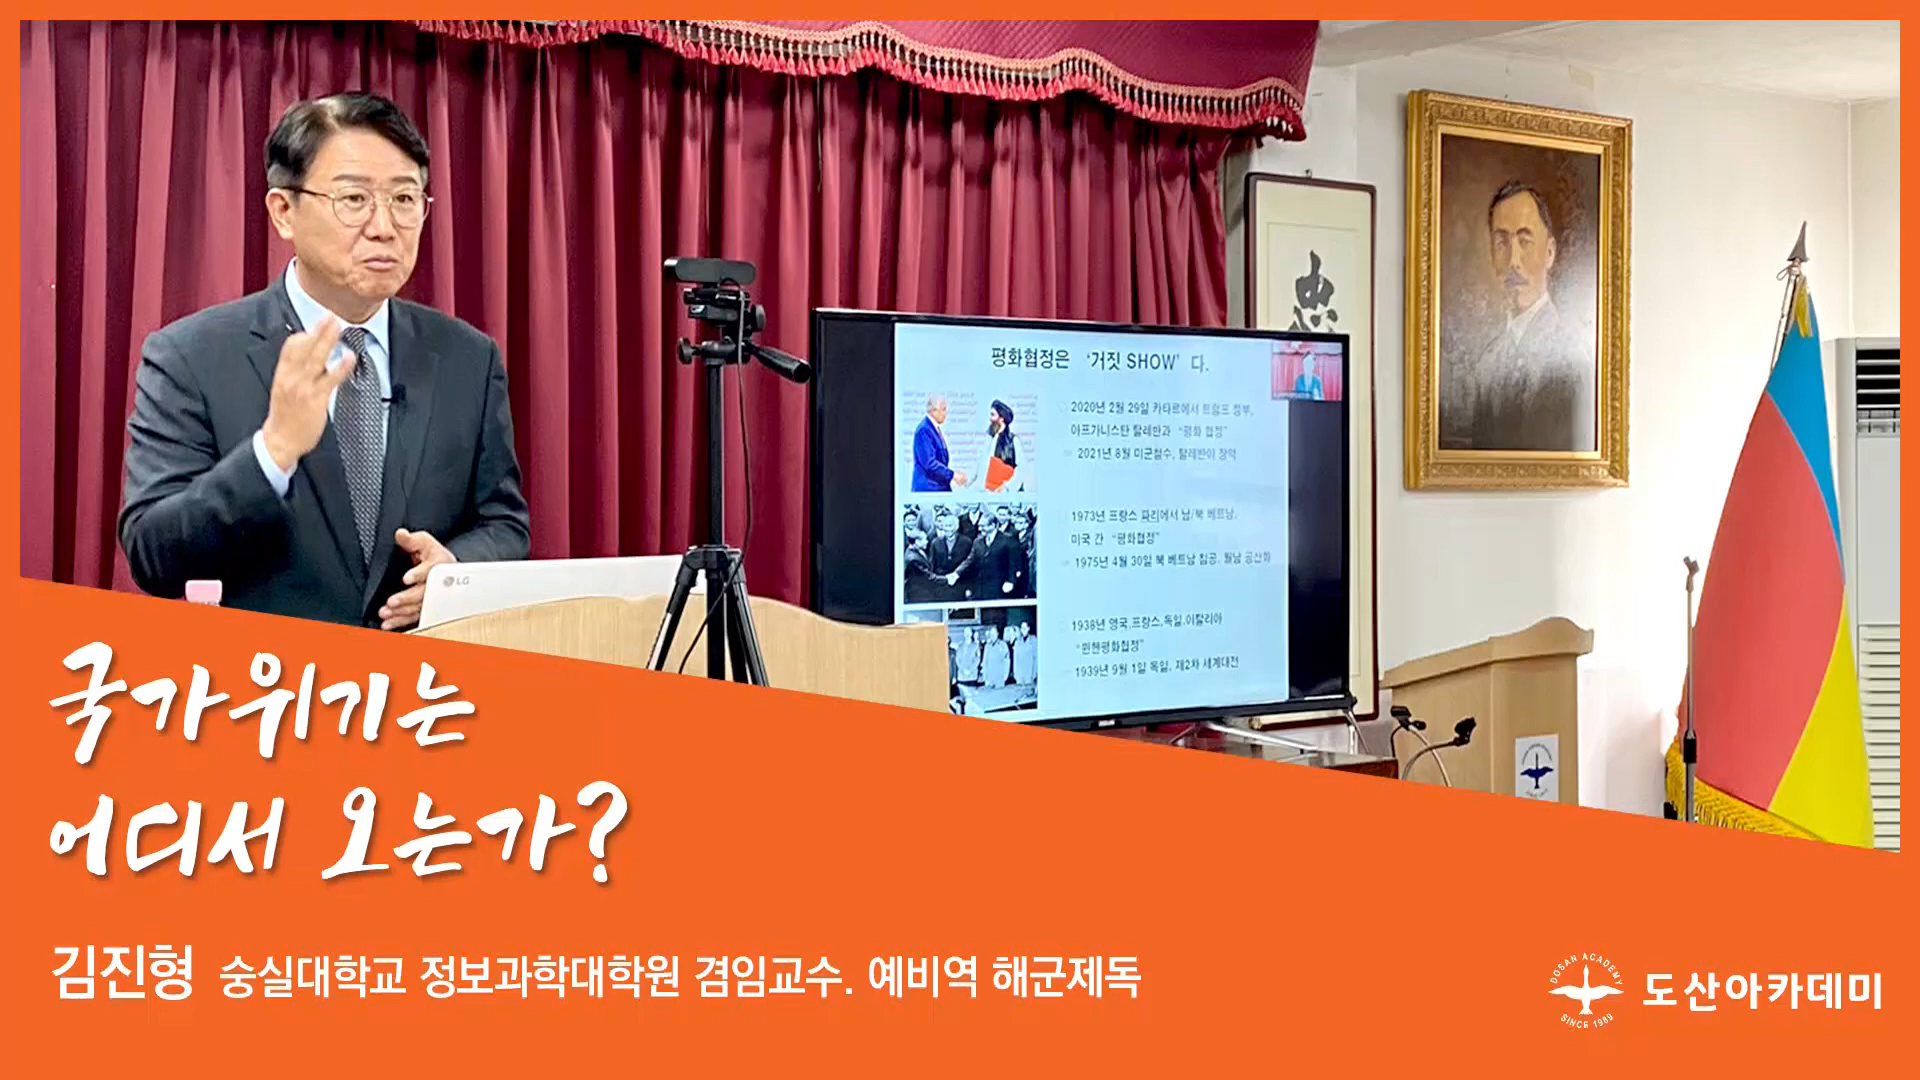 忠
평화협정은 ‘거짓 SHOW’ 다.
2020년 2월 29일 카타르에서 트럼프 정부,
아프가니스탄 탈레반과 “평화 협정”
2021년 8월 미군철수, 탈레반이 장악
1973년 프랑스 파리에서 남/북 베트남,
미국 간 “평화협정”
1975년 4월 30일 북 베트남 침공, 월남 공산화
1938년 영국,프랑스,독일,이탈리아
“뮌헨평화협정”
1939년 9월 1일 독일, 제2차 세계대전
LG
국가위기는
어디서 오는가?
김진형 숭실대학교 정보과학대학원 겸임교수. 예비역 해군제독
DOSAN ACADEMY
SINCE 1989
도산아카데미